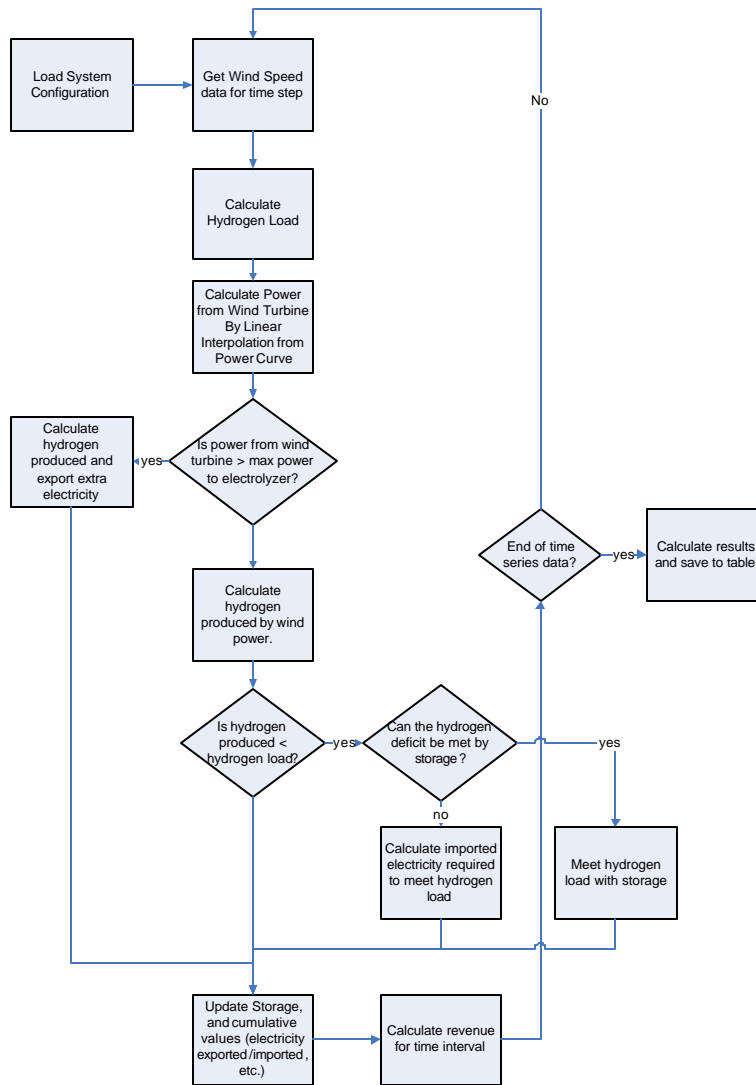 No
Load System
Configuration
Get Wind Speed
data for time step
Calculate
Hydrogen Load
Calculate Power
from Wind Turbine
By Linear
Interpolation from
Power Curve
Calculate
hydrogen
produced and
export extra
electricity
yes
Is power from wind
turbine > max power
to electrolyzer?
End of time
series data?
yes
Calculate results
and save to table
Calculate
hydrogen
produced by wind
power.
Is hydrogen
produced <
hydrogen load?
yes
Can the hydrogen
deficit be met by
storage ?
yes
no
Calculate imported
electricity required
to meet hydrogen
load
Meet hydrogen
load with storage
Update Storage,
and cumulative
values (electricity
exported /imported ,
etc.)
Calculate revenue
for time interval